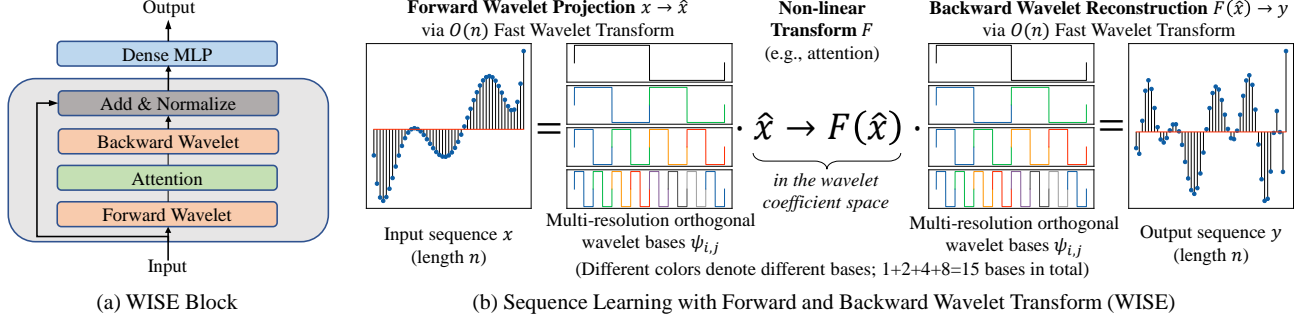 Output
Dense MLP
Add & Normalize
Backward Wavelet
Attention
Forward Wavelet
Input
(a) WISE Block
Forward Wavelet Projection x → x̂
via O(n) Fast Wavelet Transform
Non-linear
Transform F
(e.g., attention)
Backward Wavelet Reconstruction F(x̂) → y
via O(n) Fast Wavelet Transform
= · x̂ → F(x̂) · =
in the wavelet
coefficient space
Input sequence x
(length n)
Multi-resolution orthogonal
wavelet bases ψi,j
Multi-resolution orthogonal
wavelet bases ψi,j
Output sequence y
(length n)
(Different colors denote different bases; 1+2+4+8=15 bases in total)
(b) Sequence Learning with Forward and Backward Wavelet Transform (WISE)